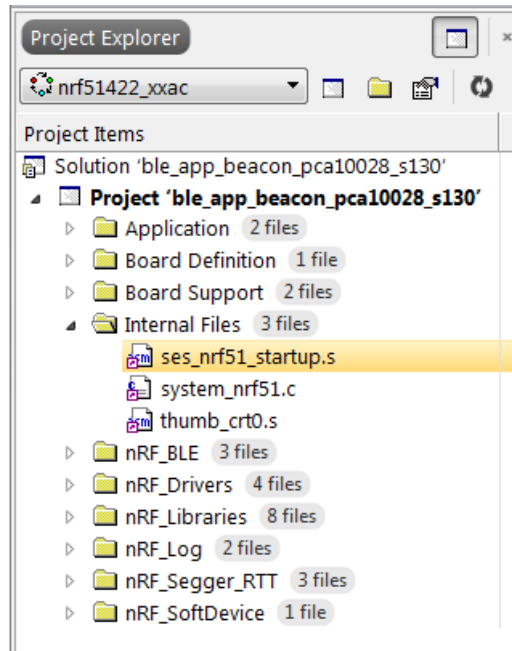 Project Explorer
nrf51422_xxac
Project Items
Solution 'ble_app_beacon_pca10028_s130'
Project 'ble_app_beacon_pca10028_s130'
Application 2 files
Board Definition 1 file
Board Support 2 files
Internal Files 3 files
asm ses_nrf51_startup.s
c system_nrf51.c
asm thumb_crt0.s
nRF_BLE 3 files
nRF_Drivers 4 files
nRF_Libraries 8 files
nRF_Log 2 files
nRF_Segger_RTT 3 files
nRF_SoftDevice 1 file